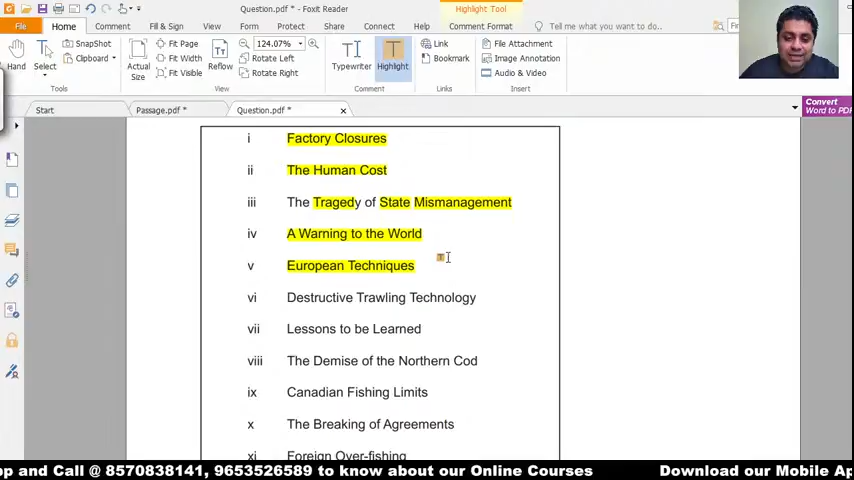 Question.pdf * - Foxit Reader
Highlight Tool
File Home Fill & Sign Form Protect Share Connect Help Comment Format Tell me what you want to do...
Hand
Select
SnapShot
Clipboard
Tools
Actual Size
Fit Page
Fit Width
Fit Visible
Reflow
124.07%
Rotate Left
Rotate Right
View
Typewriter
Highlight
Comment
Link
Bookmark
Links
File Attachment
Image Annotation
Audio & Video
Insert
Start Passage.pdf * Question.pdf *
Convert
Word to PDF
i Factory Closures
ii The Human Cost
iii The Tragedy of State Mismanagement
iv A Warning to the World
v European Techniques
vi Destructive Trawling Technology
vii Lessons to be Learned
viii The Demise of the Northern Cod
ix Canadian Fishing Limits
x The Breaking of Agreements
xi Foreign Over-fishing
pp and Call @ 8570838141, 9653526589 to know about our Online Courses Download our Mobile Ap